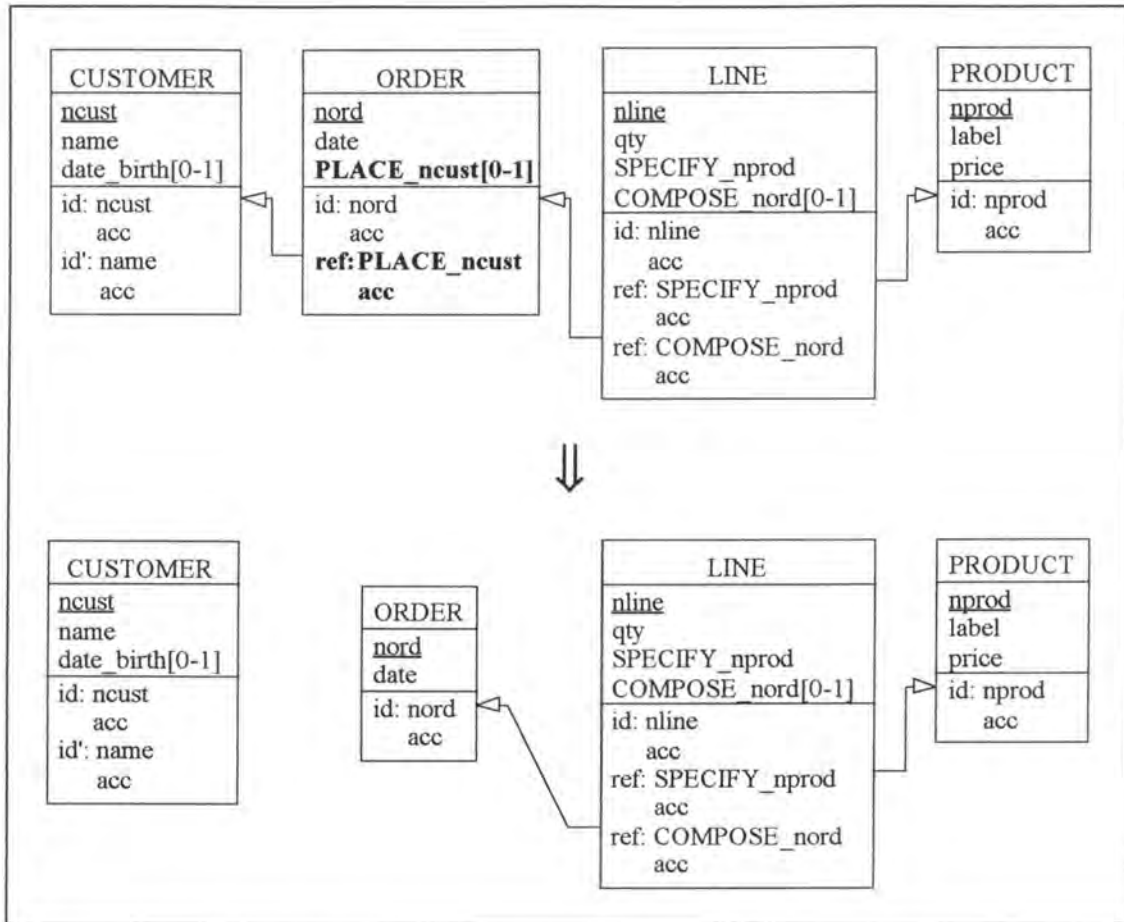 CUSTOMER
ncust
name
date_birth[0-1]
id: ncust
acc
id': name
acc
ORDER
nord
date
PLACE_ncust[0-1]
id: nord
acc
ref:PLACE_ncust
acc
LINE
nline
qty
SPECIFY_nprod
COMPOSE_nord[0-1]
id: nline
acc
ref: SPECIFY_nprod
acc
ref: COMPOSE_nord
acc
PRODUCT
nprod
label
price
id: nprod
acc
⇓
CUSTOMER
ncust
name
date_birth[0-1]
id: ncust
acc
id': name
acc
ORDER
nord
date
id: nord
acc
LINE
nline
qty
SPECIFY_nprod
COMPOSE_nord[0-1]
id: nline
acc
ref: SPECIFY_nprod
acc
ref: COMPOSE_nord
acc
PRODUCT
nprod
label
price
id: nprod
acc